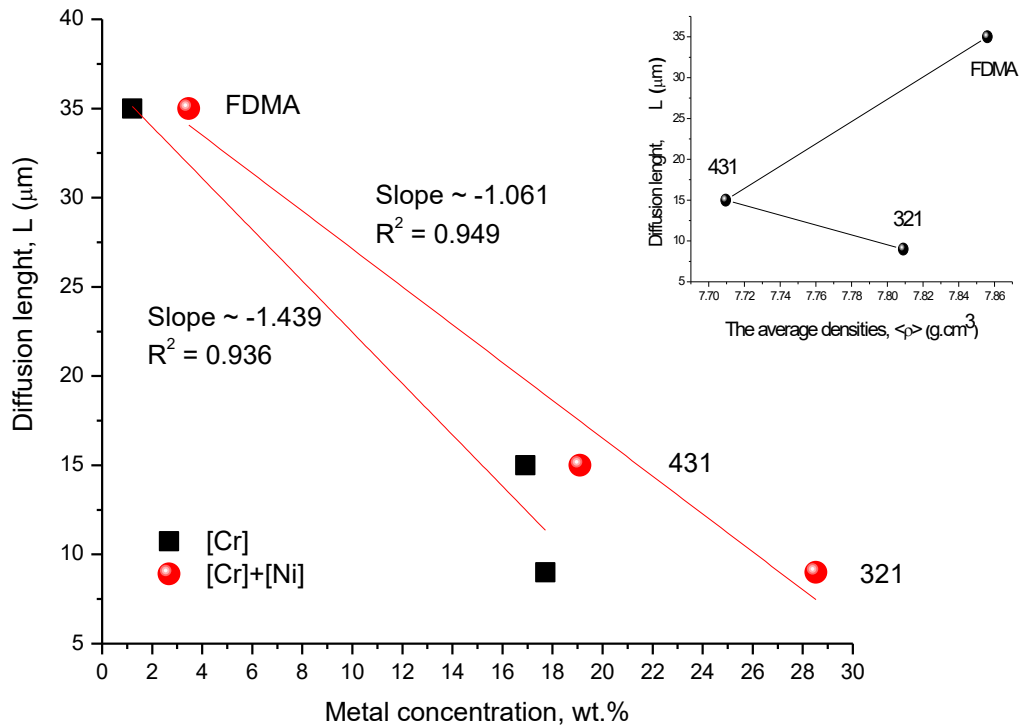 40
35
30
25
20
15
10
5
Diffusion lenght, L (μm)
FDMA
Slope ~ -1.061
R² = 0.949
Slope ~ -1.439
R² = 0.936
431
321
[Cr]
[Cr]+[Ni]
0 2 4 6 8 10 12 14 16 18 20 22 24 26 28 30
Metal concentration, wt.%
35
30
25
20
15
10
5
Diffusion lenght, L (μm)
FDMA
431
321
7.70 7.72 7.74 7.76 7.78 7.80 7.82 7.84 7.86
The average densities, <ρ> (g.cm³)